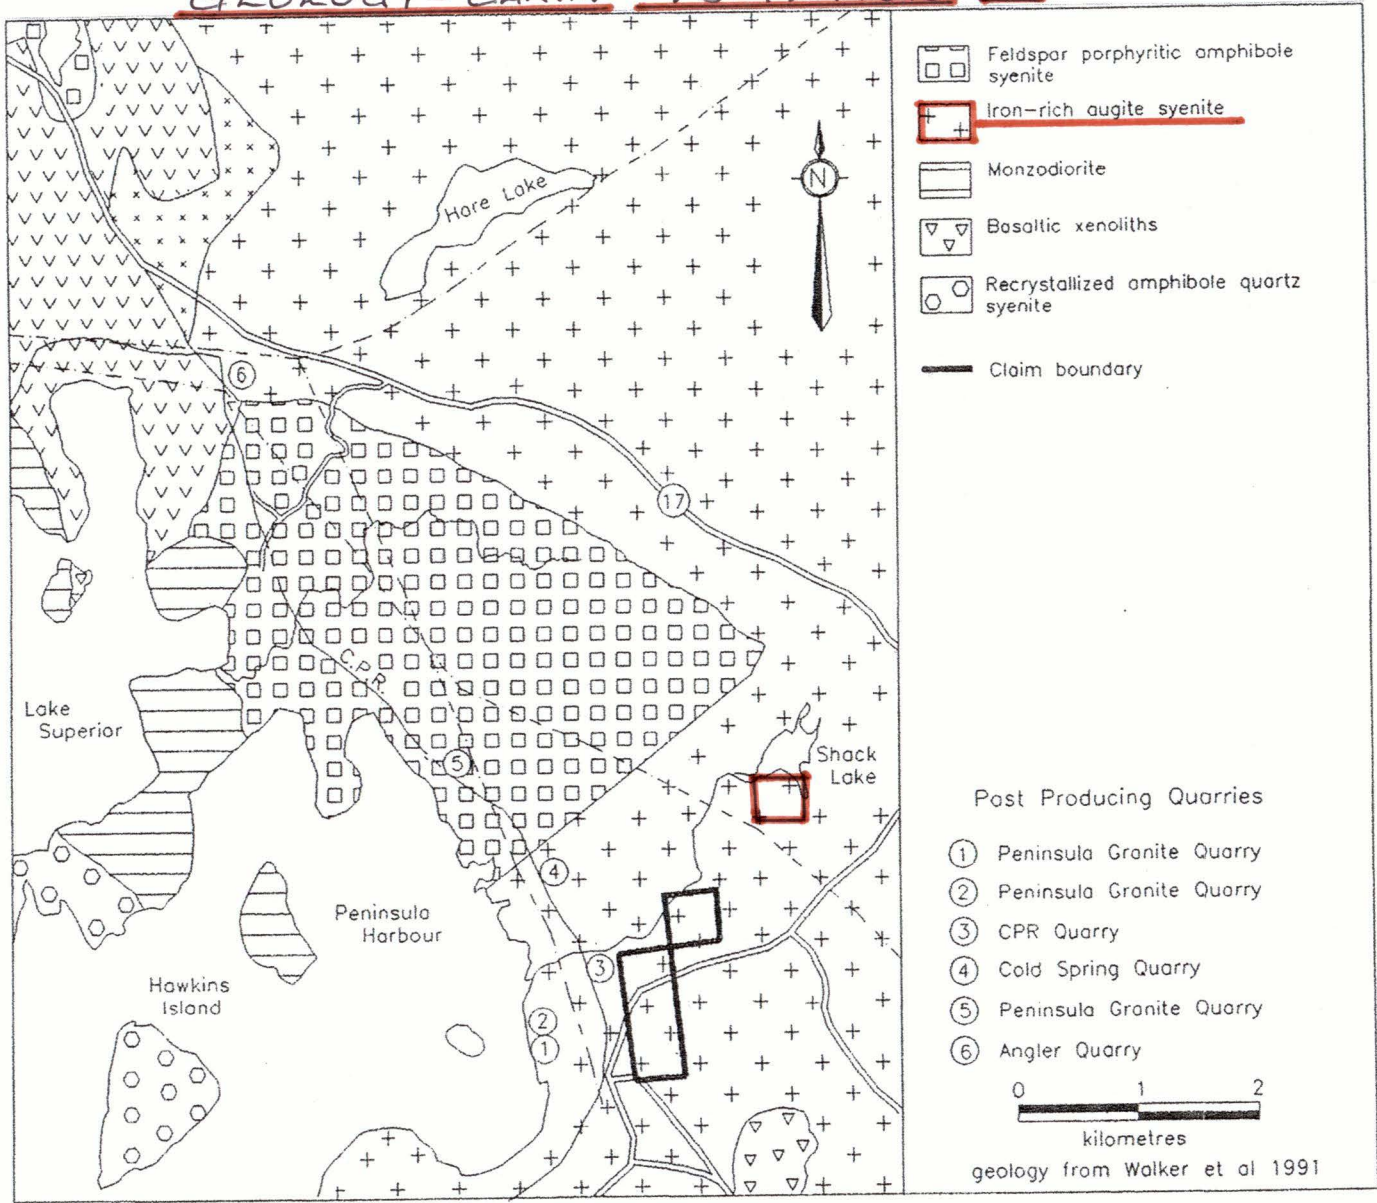 Hare Lake
N
6
17
C.P.R.
Lake
Superior
5
Shack
Lake
4
Peninsula
Harbour
3
Hawkins
Island
2
1
Feldspar porphyritic amphibole
syenite
Iron-rich augite syenite
Monzodiorite
Basaltic xenoliths
Recrystallized amphibole quartz
syenite
Claim boundary
Past Producing Quarries
1 Peninsula Granite Quarry
2 Peninsula Granite Quarry
3 CPR Quarry
4 Cold Spring Quarry
5 Peninsula Granite Quarry
6 Angler Quarry
0 1 2
kilometres
geology from Walker et al 1991